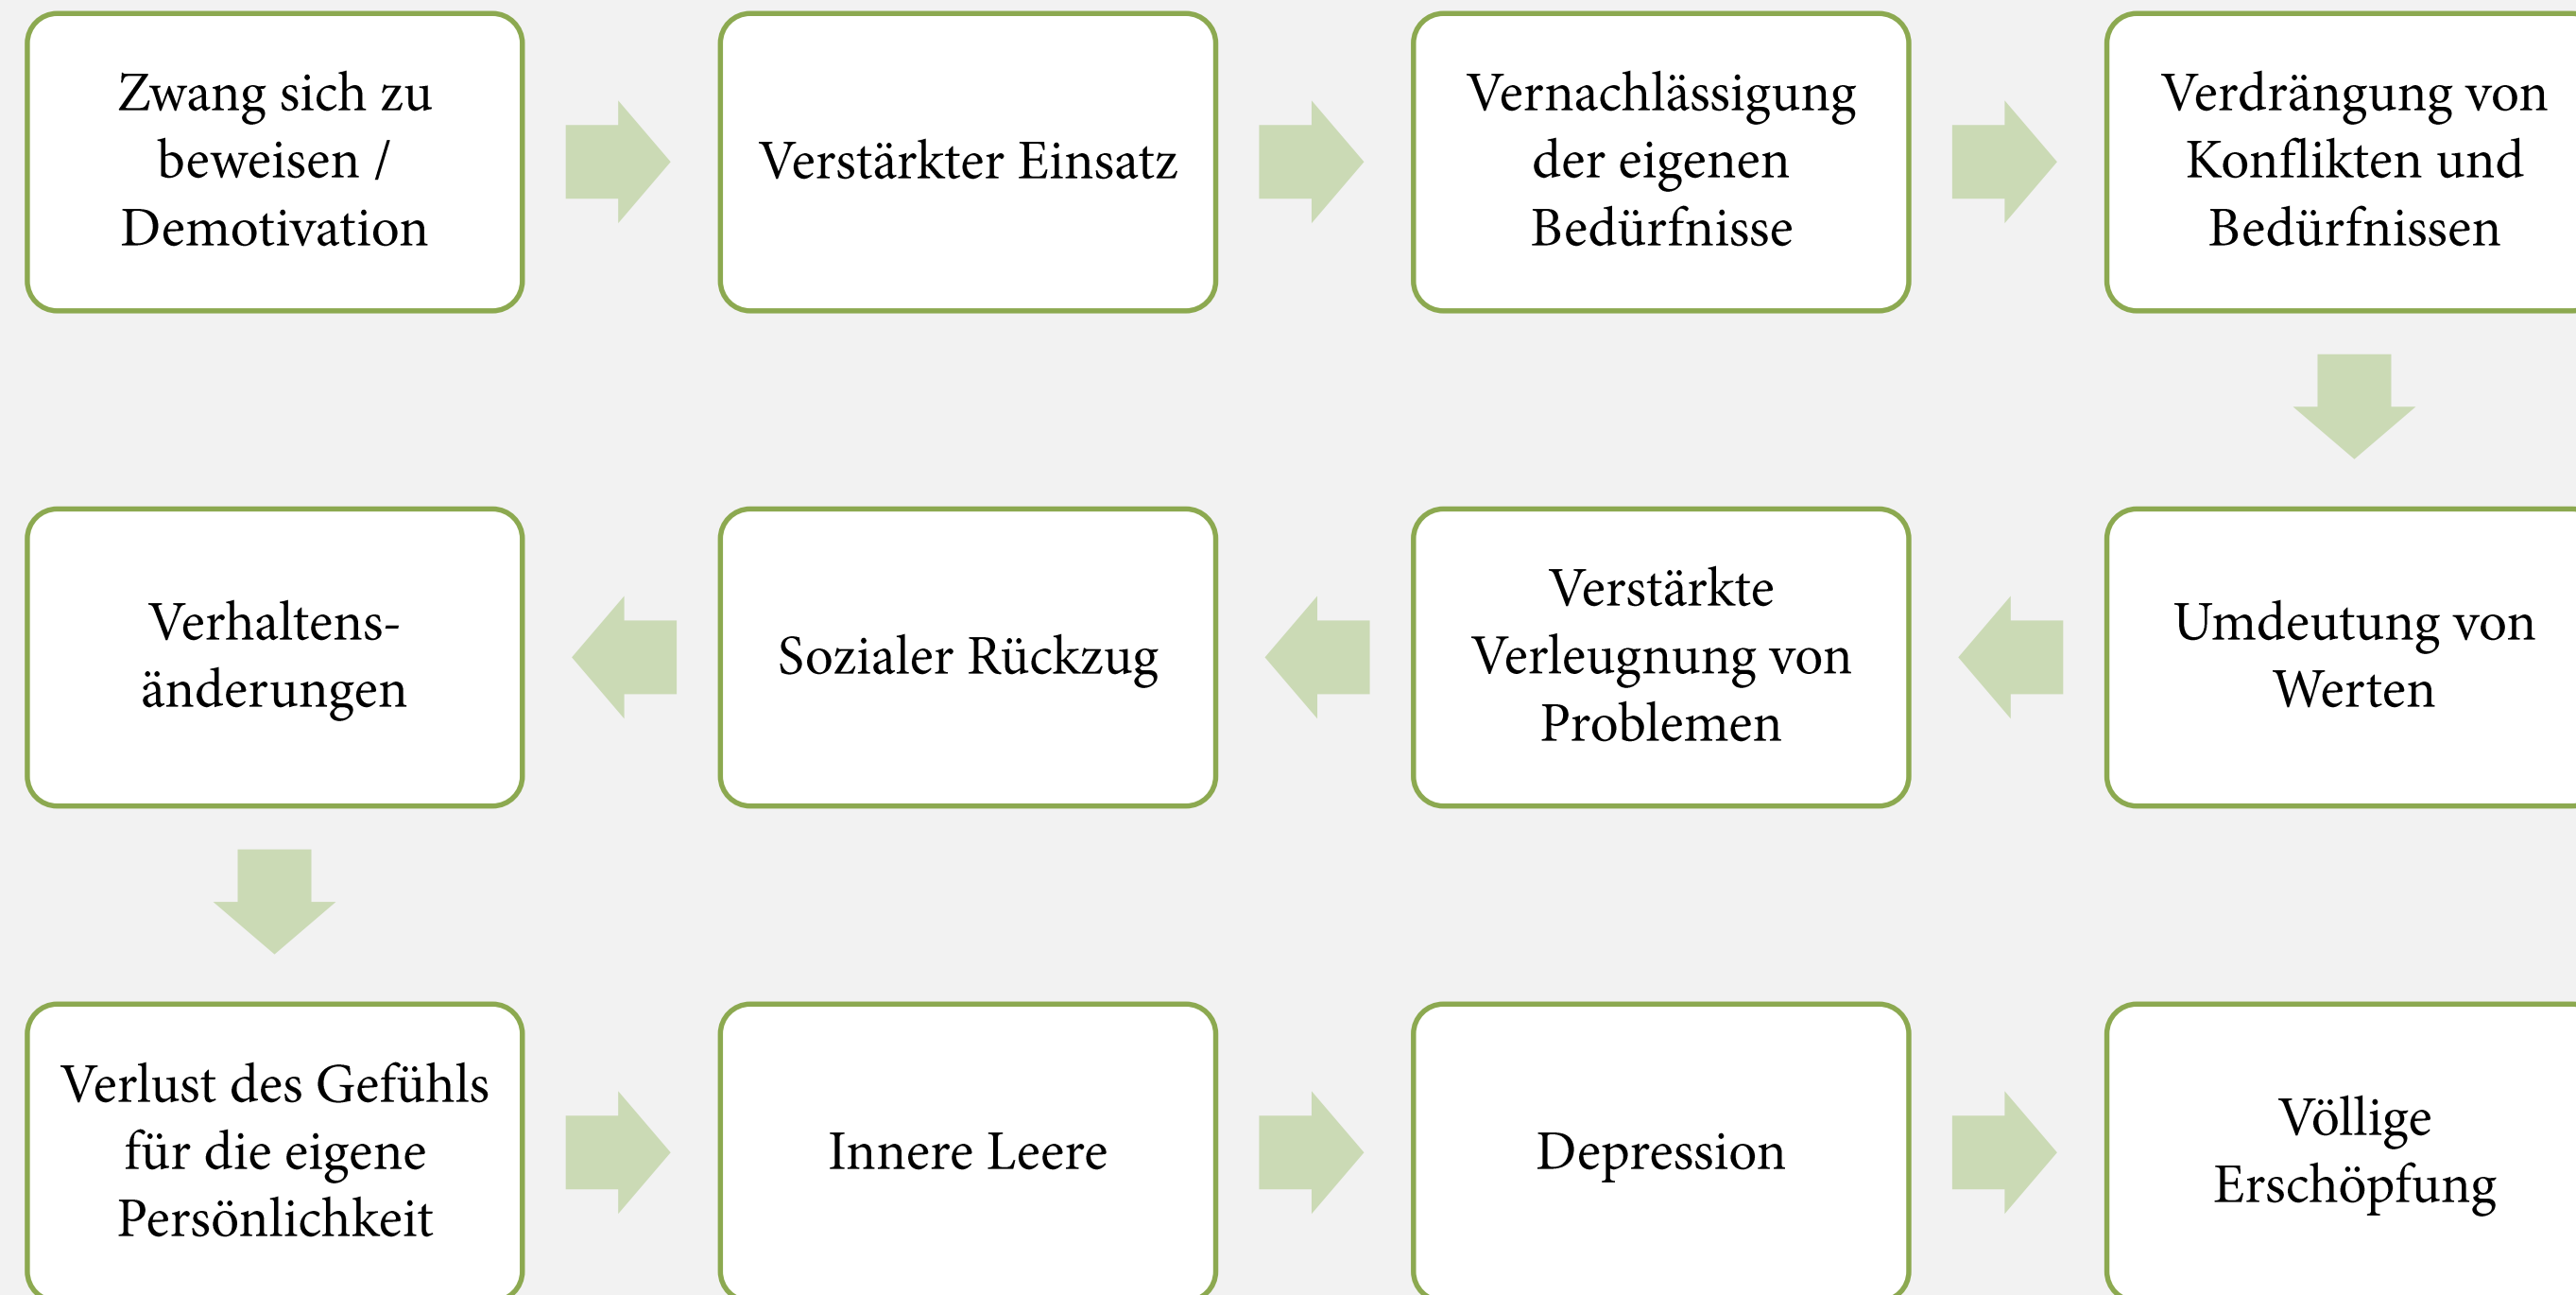 Zwang sich zu
beweisen /
Demotivation
Verstärkter Einsatz
Vernachlässigung
der eigenen
Bedürfnisse
Verdrängung von
Konflikten und
Bedürfnissen
Umdeutung von
Werten
Verstärkte
Verleugnung von
Problemen
Sozialer Rückzug
Verhaltens-
änderungen
Verlust des Gefühls
für die eigene
Persönlichkeit
Innere Leere
Depression
Völlige
Erschöpfung